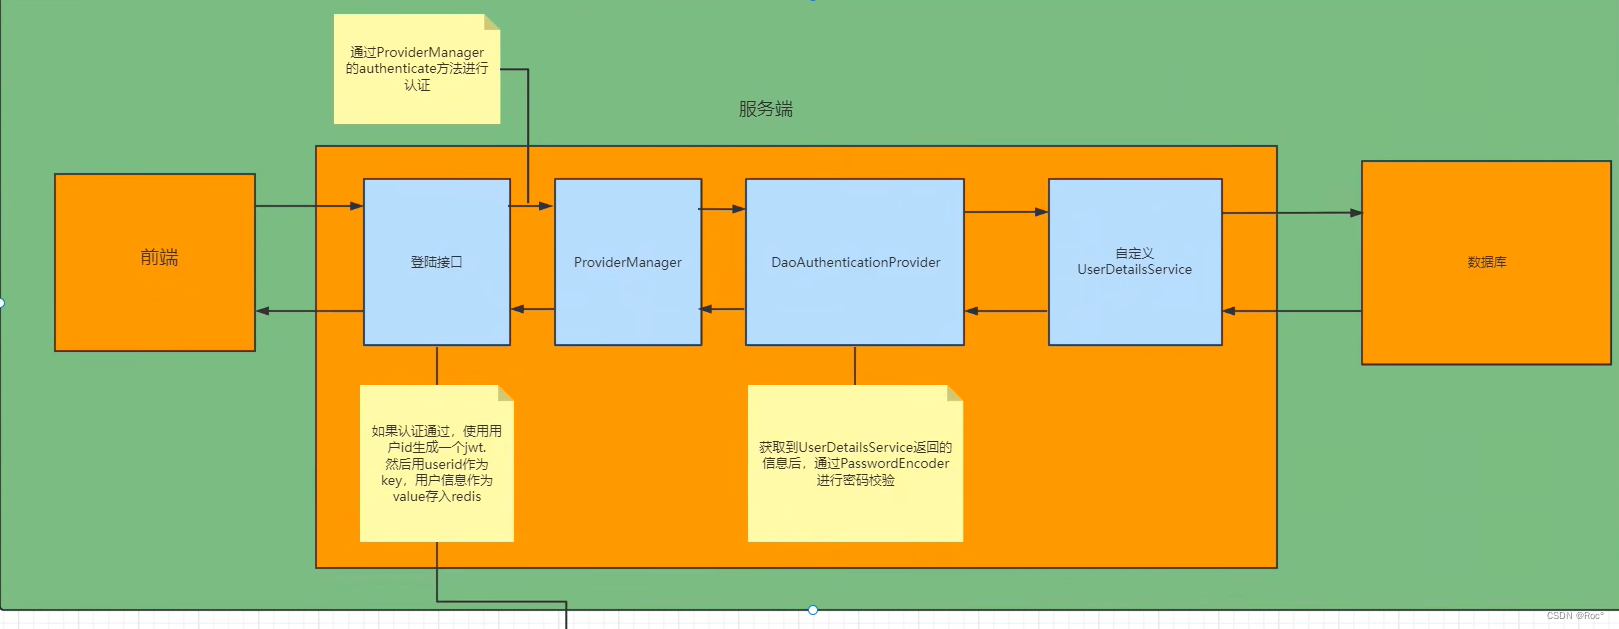 通过ProviderManager
的authenticate方法进行
认证
服务端
前端
登陆接口
ProviderManager
DaoAuthenticationProvider
自定义
UserDetailsService
数据库
如果认证通过，使用用
户id生成一个jwt.
然后用userid作为
key，用户信息作为
value存入redis
获取到UserDetailsService返回的
信息后，通过PasswordEncoder
进行密码校验
CSDN @Roc°